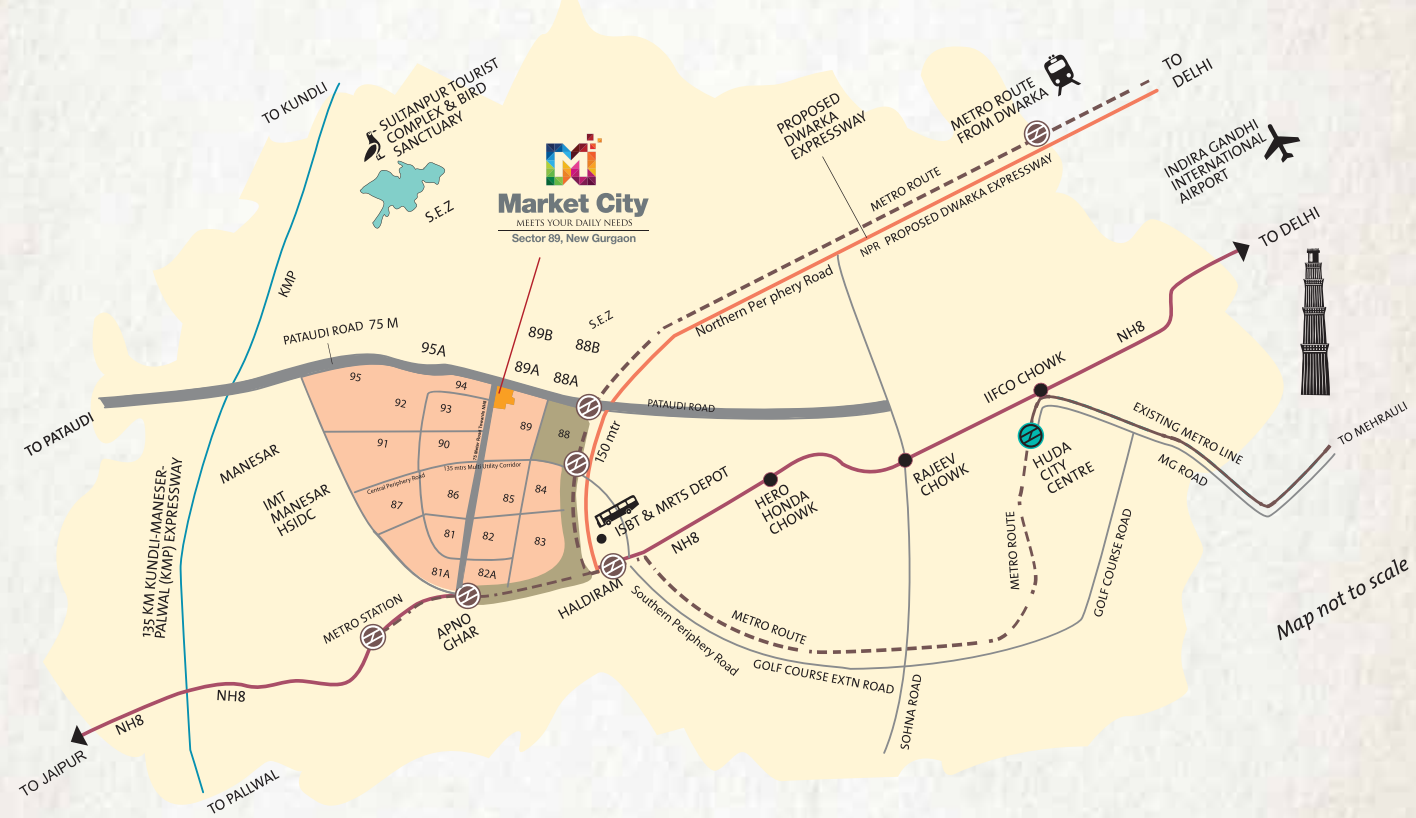 TO KUNDLI
SULTANPUR TOURIST
COMPLEX & BIRD
SANCTUARY
S.E.Z
Market City
MEETS YOUR DAILY NEEDS
Sector 89, New Gurgaon
PROPOSED
DWARKA
EXPRESSWAY
METRO ROUTE
FROM DWARKA
TO
DELHI
INDIRA GANDHI
INTERNATIONAL
AIRPORT
METRO ROUTE
NPR PROPOSED DWARKA EXPRESSWAY
TO DELHI
KMP
Northern Per phery Road
PATAUDI ROAD 75 M
95A
89B
88B
S.E.Z
89A
88A
NH8
IIFCO CHOWK
PATAUDI ROAD
TO PATAUDI
95
94
92
93
89
88
91
90
75 Meter Road Towards NH8
135 mtrs Multi Utility Corridor
Central Periphery Road
150 mtr
86
85
84
87
81
82
83
81A
82A
EXISTING METRO LINE
MG ROAD
TO MEHRAULI
HUDA
CITY
CENTRE
RAJEEV
CHOWK
HERO
HONDA
CHOWK
ISBT & MRTS DEPOT
NH8
MANESAR
IMT
MANESAR
HSIDC
135 KM KUNDLI-MANESER-
PALWAL (KMP) EXPRESSWAY
METRO ROUTE
GOLF COURSE ROAD
Map not to scale
HALDIRAM
METRO STATION
APNO
GHAR
Southern Periphery Road
METRO ROUTE
GOLF COURSE EXTN ROAD
SOHNA ROAD
NH8
NH8
TO JAIPUR
TO PALLWAL